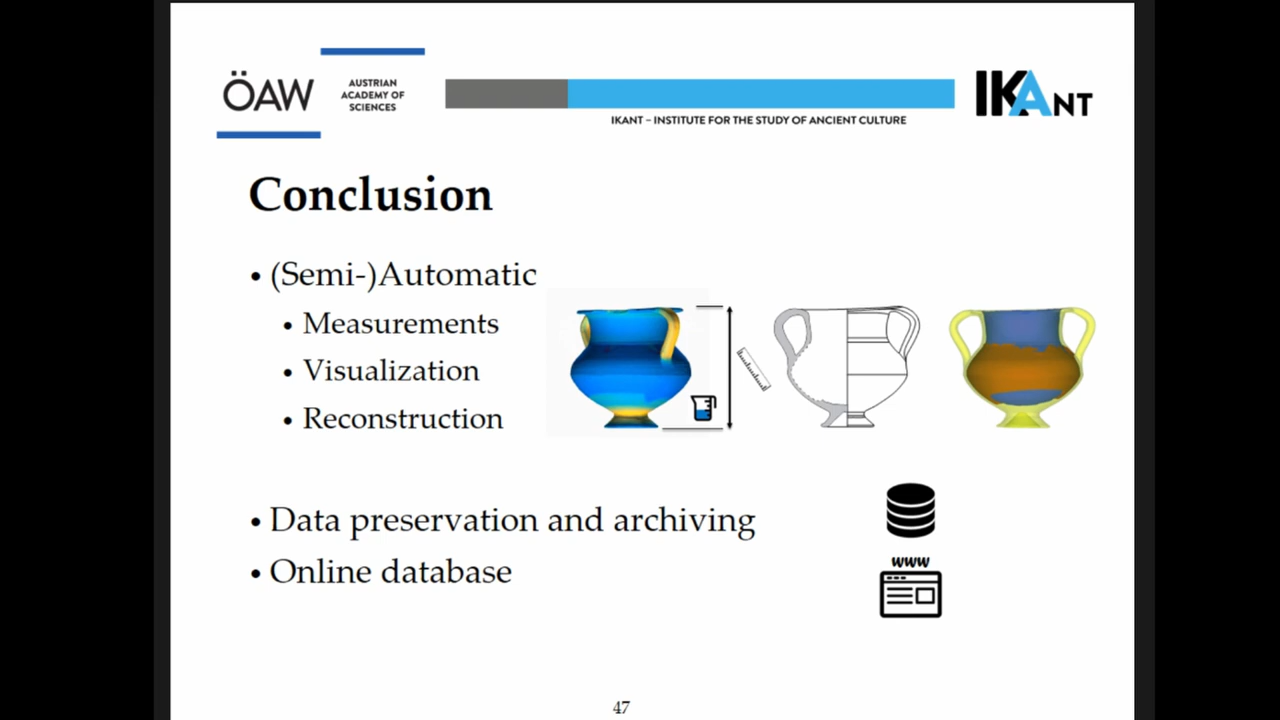 ÖAW
AUSTRIAN
ACADEMY OF
SCIENCES
IKANT – INSTITUTE FOR THE STUDY OF ANCIENT CULTURE
IKANT
Conclusion
• (Semi-)Automatic
• Measurements
• Visualization
• Reconstruction
• Data preservation and archiving
• Online database
www
47